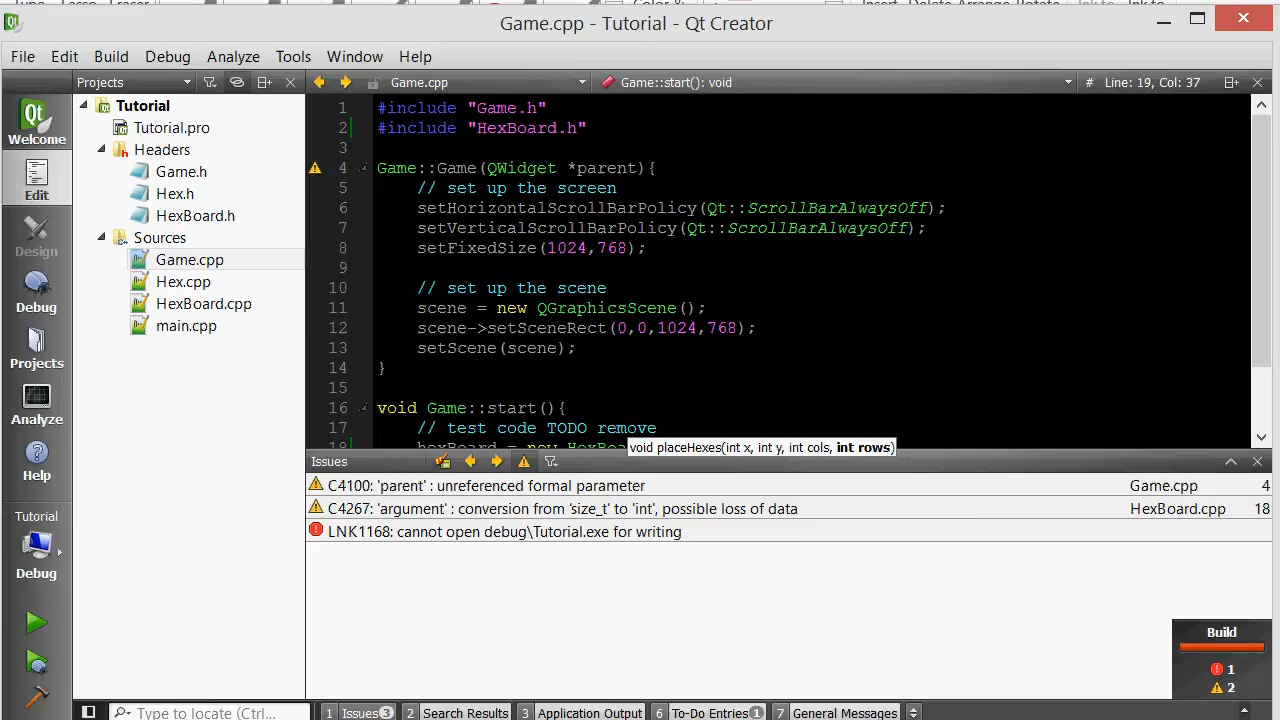 Game.cpp - Tutorial - Qt Creator
File Edit Build Debug Analyze Tools Window Help
Projects
Game.cpp
Game::start(): void
# Line: 19, Col: 37
Qt
Welcome
Edit
Design
Debug
Projects
Analyze
Help
Tutorial
Debug
Tutorial
Tutorial.pro
Headers
Game.h
Hex.h
HexBoard.h
Sources
Game.cpp
Hex.cpp
HexBoard.cpp
main.cpp
1 #include "Game.h"
2 #include "HexBoard.h"
3
4 Game::Game(QWidget *parent){
5 // set up the screen
6 setHorizontalScrollBarPolicy(Qt::ScrollBarAlwaysOff);
7 setVerticalScrollBarPolicy(Qt::ScrollBarAlwaysOff);
8 setFixedSize(1024,768);
9
10 // set up the scene
11 scene = new QGraphicsScene();
12 scene->setSceneRect(0,0,1024,768);
13 setScene(scene);
14 }
15
16 void Game::start(){
17 // test code TODO remove
18 hexBoard = new HexBoa
void placeHexes(int x, int y, int cols, int rows)
Issues
C4100: 'parent' : unreferenced formal parameter Game.cpp 4
C4267: 'argument' : conversion from 'size_t' to 'int', possible loss of data HexBoard.cpp 18
LNK1168: cannot open debug\Tutorial.exe for writing
Build
1
2
Type to locate (Ctrl...
1 Issues 3 2 Search Results 3 Application Output 6 To-Do Entries 1 7 General Messages